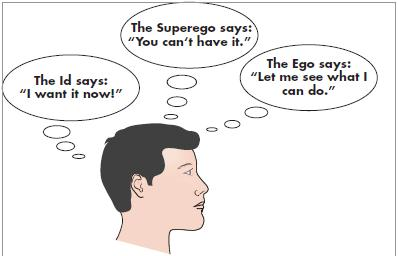 The Superego says:
“You can’t have it.”
The Id says:
“I want it now!”
The Ego says:
“Let me see what I
can do.”